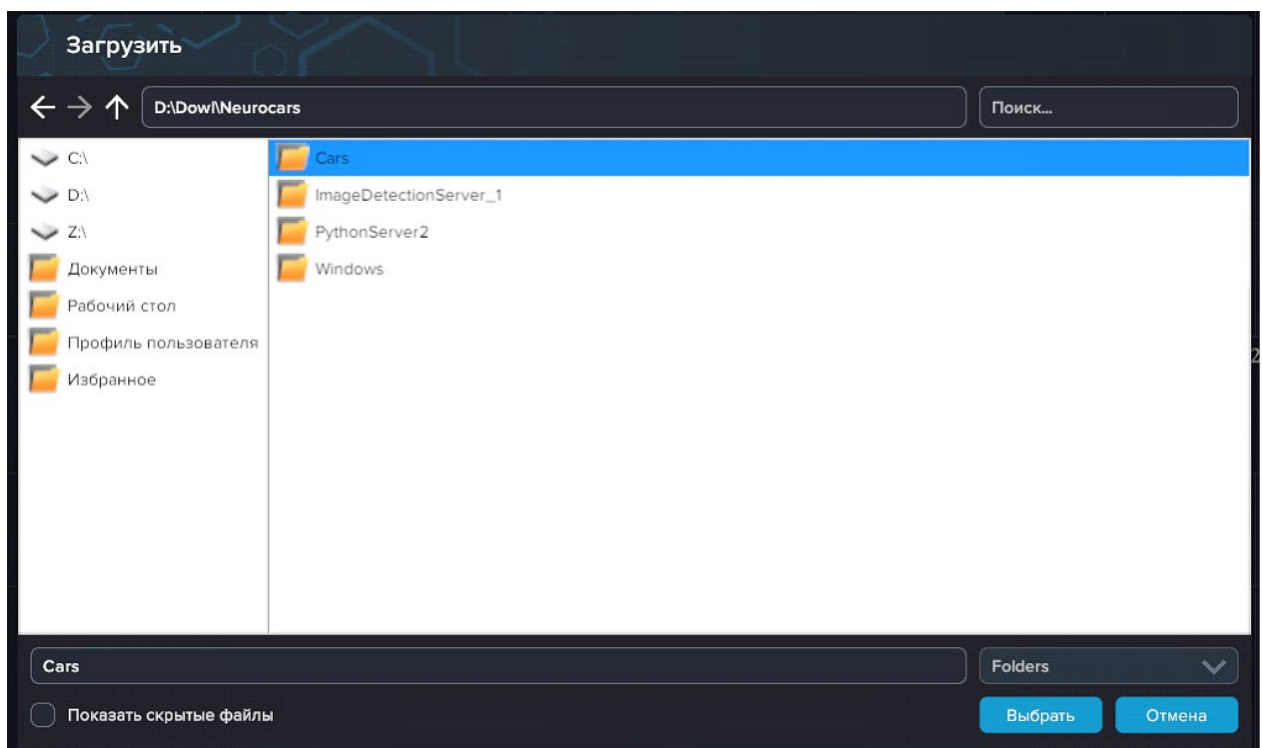 Загрузить
D:\Dowl\Neurocars
Поиск...
C:\
D:\
Z:\
Документы
Рабочий стол
Профиль пользователя
Избранное
Cars
ImageDetectionServer_1
PythonServer2
Windows
2
Cars
Folders
Показать скрытые файлы
Выбрать
Отмена